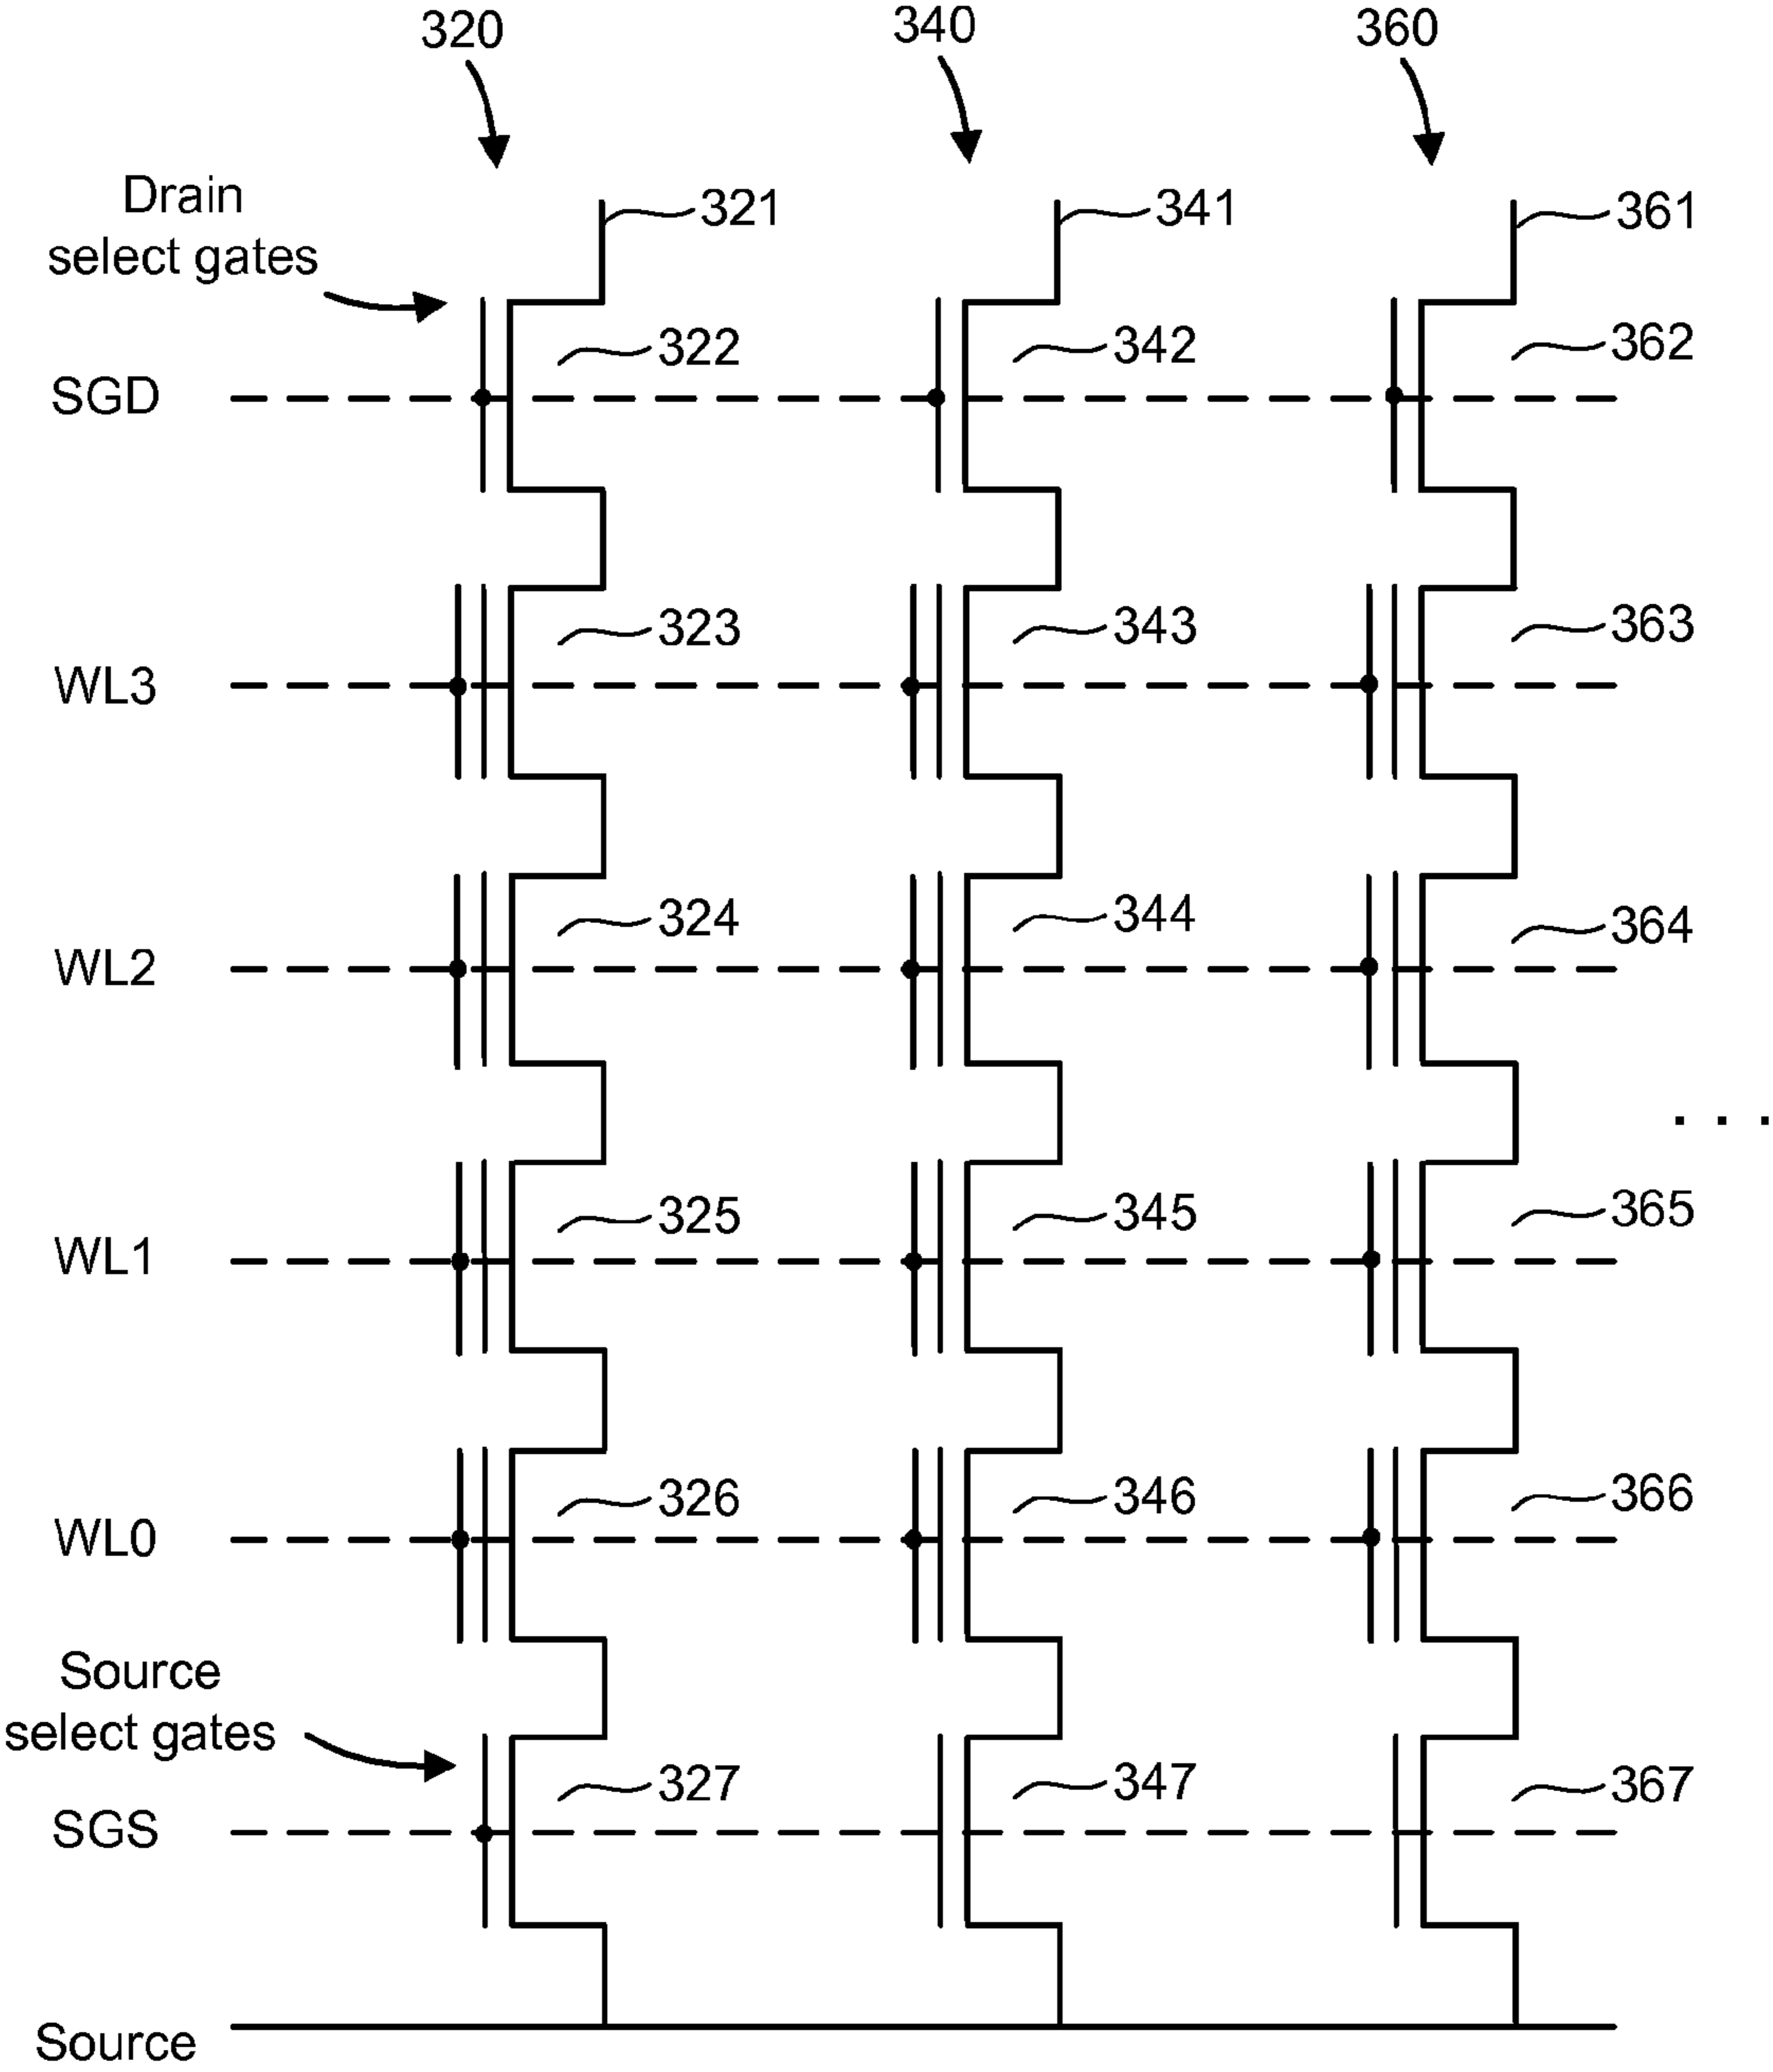 320 340 360
Drain
select gates
321 341 361
322 342 362
SGD
323 343 363
WL3
324 344 364
WL2
. . .
325 345 365
WL1
326 346 366
WL0
Source
select gates
327 347 367
SGS
Source